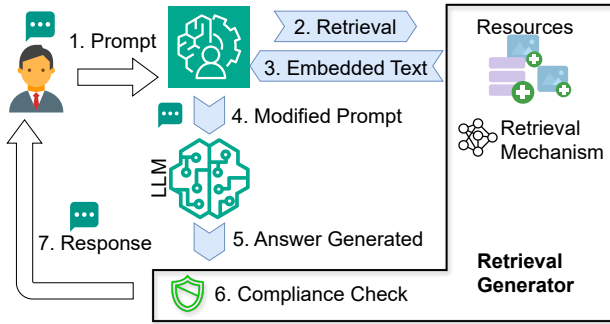 1. Prompt
2. Retrieval
3. Embedded Text
Resources
4. Modified Prompt
Retrieval
Mechanism
LLM
5. Answer Generated
7. Response
6. Compliance Check
Retrieval
Generator